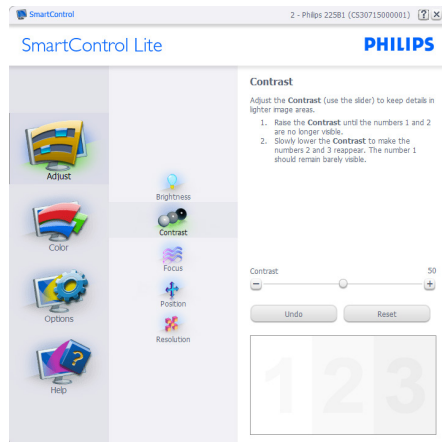 SmartControl
2 - Philips 225B1 (CS30715000001)
SmartControl Lite
PHILIPS
Adjust
Color
Options
Help
Brightness
Contrast
Focus
Position
Resolution
Contrast
Adjust the Contrast (use the slider) to keep details in
lighter image areas.
1. Raise the Contrast until the numbers 1 and 2
are no longer visible.
2. Slowly lower the Contrast to make the
numbers 2 and 3 reappear. The number 1
should remain barely visible.
Contrast 50
Undo Reset
1 2 3